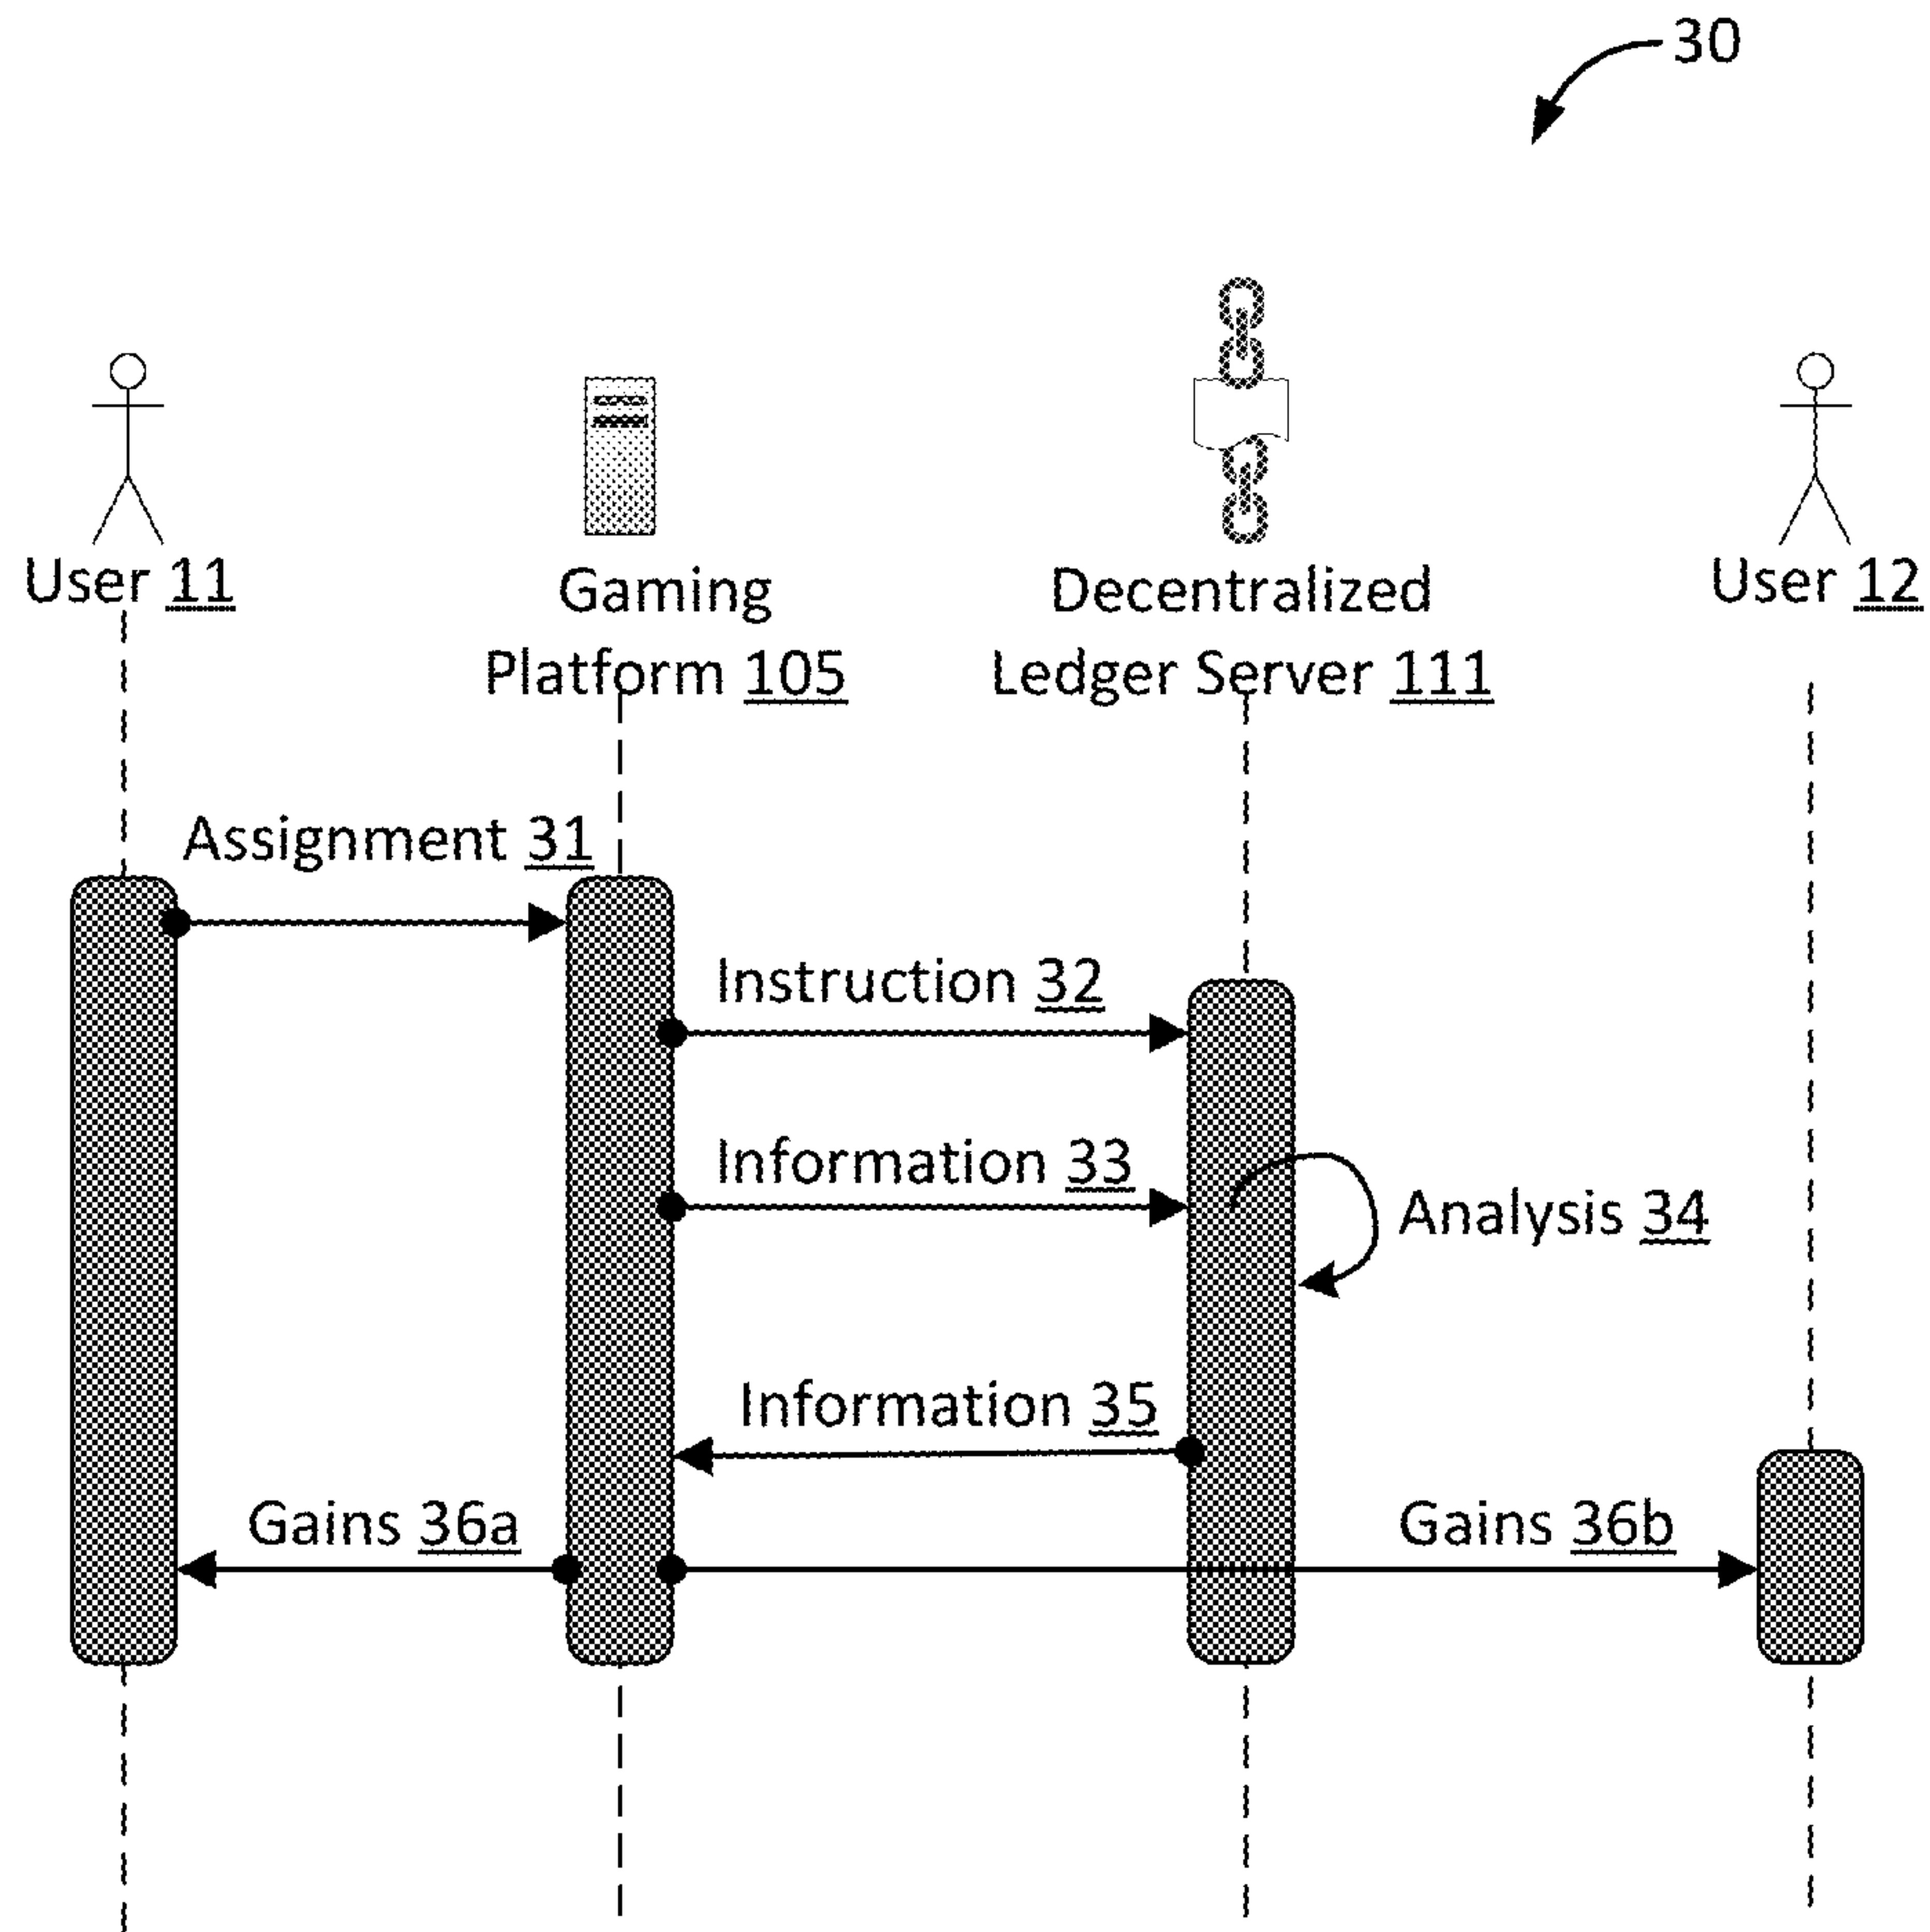 30
User 11
Gaming
Platform 105
Decentralized
Ledger Server 111
User 12
Assignment 31
Instruction 32
Information 33
Analysis 34
Information 35
Gains 36a
Gains 36b